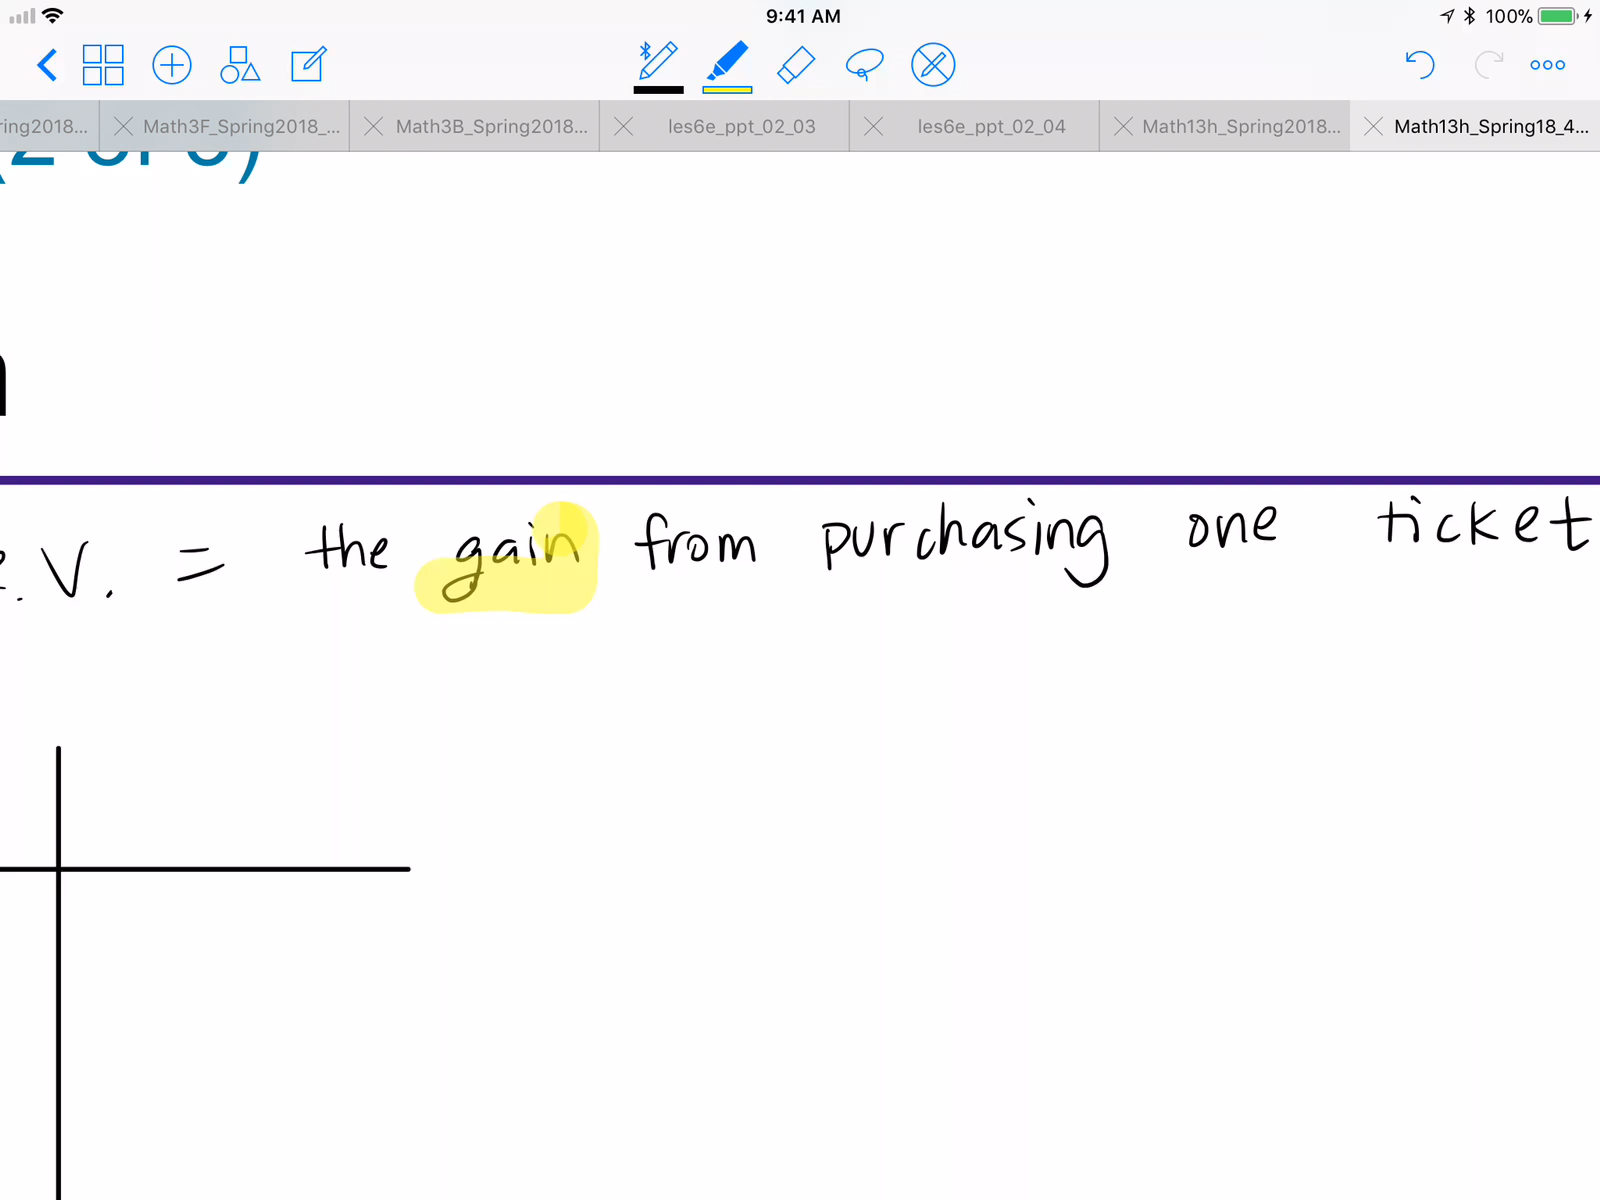 9:41 AM 100%
ring2018... Math3F_Spring2018_... Math3B_Spring2018... les6e_ppt_02_03 les6e_ppt_02_04 Math13h_Spring2018... Math13h_Spring18_4...
.V. = the gain from purchasing one ticket